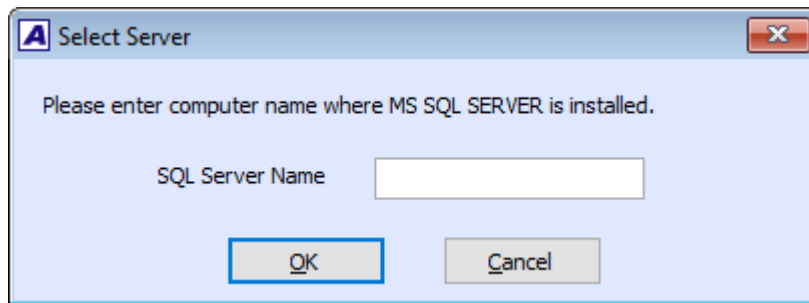 A Select Server
Please enter computer name where MS SQL SERVER is installed.
SQL Server Name
OK Cancel